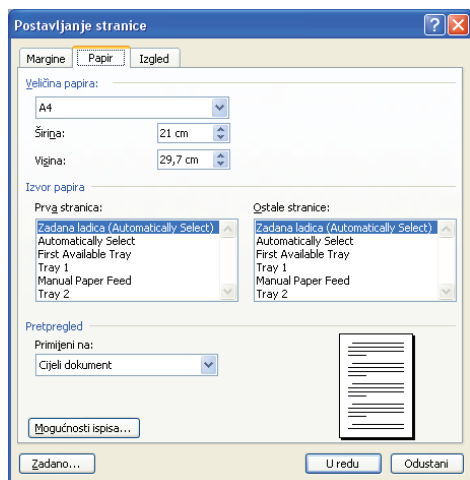 Postavljanje stranice
Margine Papir Izgled
Veličina papira:
A4
Širina: 21 cm
Visina: 29,7 cm
Izvor papira
Prva stranica: Ostale stranice:
Zadana ladica (Automatically Select) Zadana ladica (Automatically Select)
Automatically Select Automatically Select
First Available Tray First Available Tray
Tray 1 Tray 1
Manual Paper Feed Manual Paper Feed
Tray 2 Tray 2
Pretpregled
Primijeni na:
Cijeli dokument
Mogućnosti ispisa...
Zadano... U redu Odustani